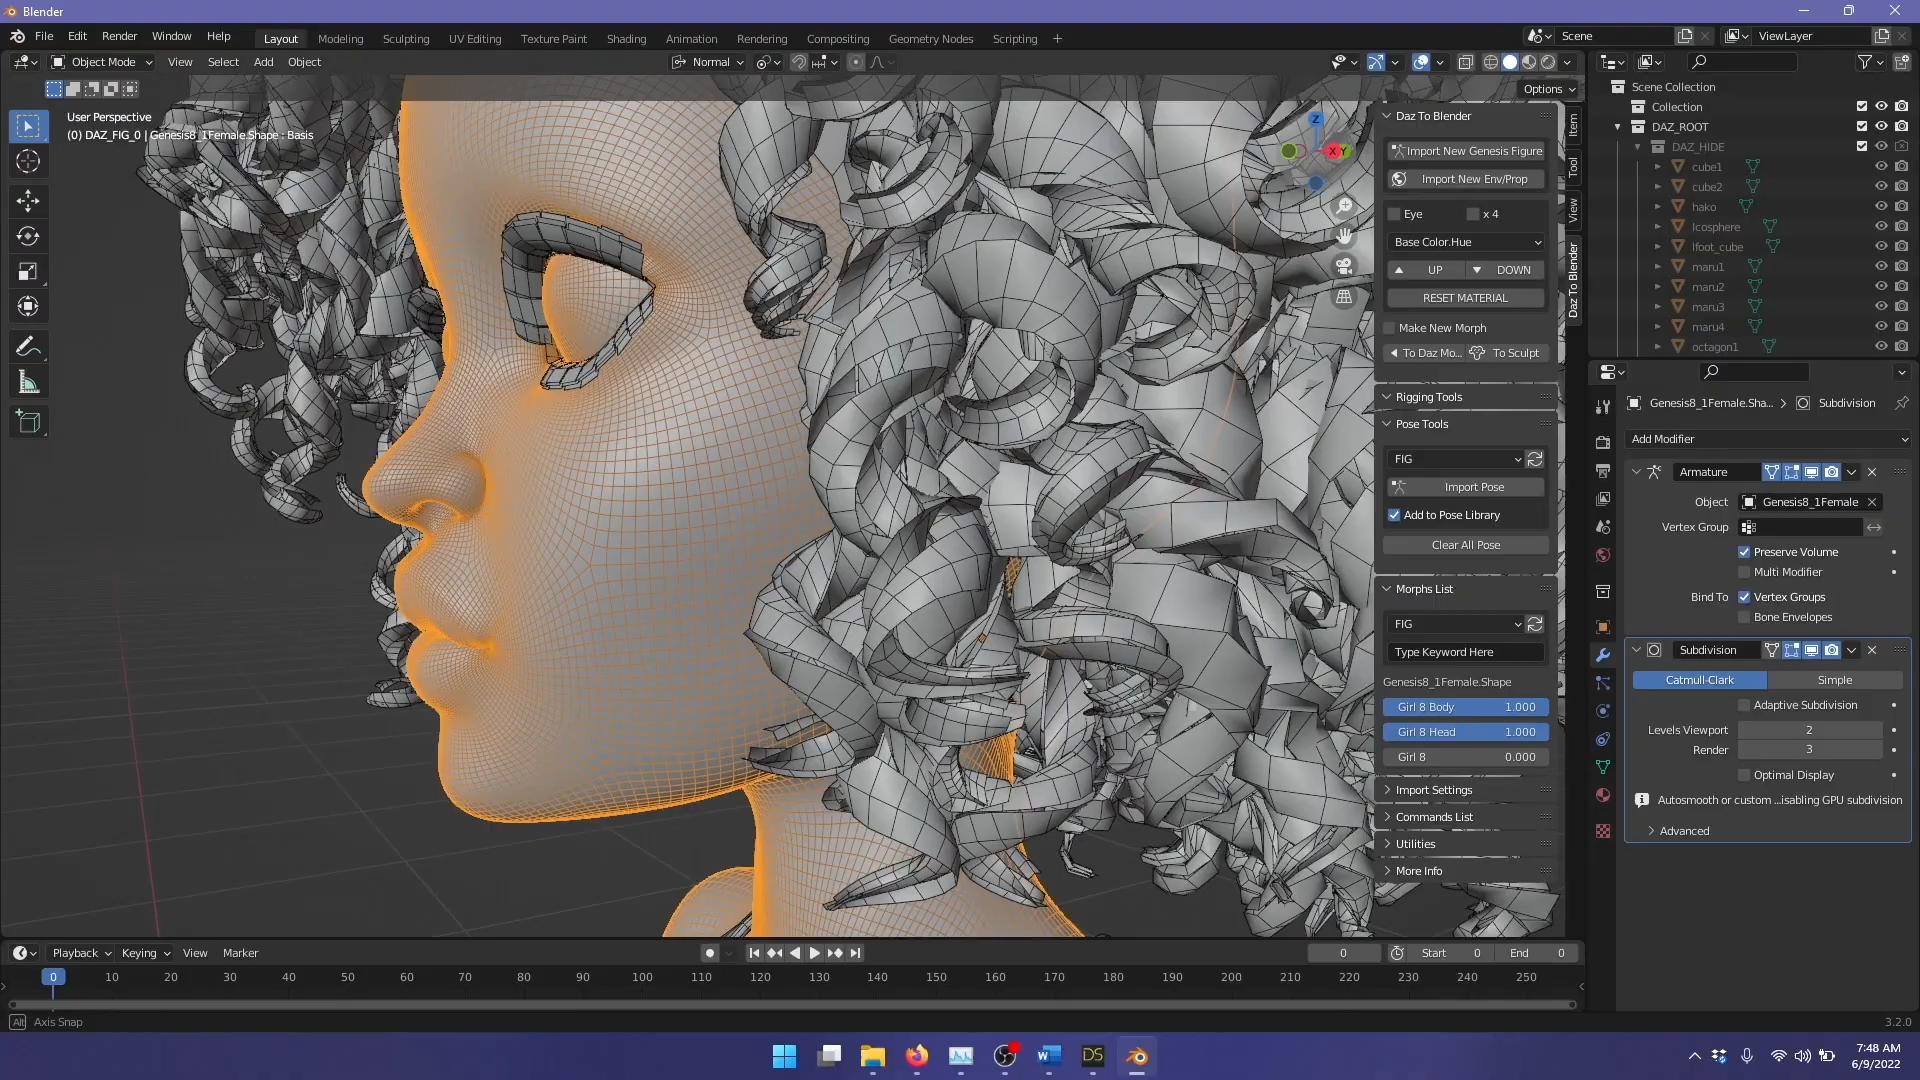 Blender
File Edit Render Window Help
Layout Modeling Sculpting UV Editing Texture Paint Shading Animation Rendering Compositing Geometry Nodes Scripting +
Scene
ViewLayer
Object Mode View Select Add Object
Normal
Options
User Perspective
(0) DAZ_FIG_0 | Genesis8_1Female.Shape : Basis
Z
X Y
Daz To Blender
Import New Genesis Figure
Import New Env/Prop
Eye x 4
Base Color.Hue
UP DOWN
RESET MATERIAL
Make New Morph
To Daz Mo... To Sculpt
Rigging Tools
Pose Tools
FIG
Import Pose
Add to Pose Library
Clear All Pose
Morphs List
FIG
Type Keyword Here
Genesis8_1Female.Shape
Girl 8 Body 1.000
Girl 8 Head 1.000
Girl 8 0.000
Import Settings
Commands List
Utilities
More Info
Item
Tool
View
Daz To Blender
Scene Collection
Collection
DAZ_ROOT
DAZ_HIDE
cube1
cube2
hako
Icosphere
lfoot_cube
maru1
maru2
maru3
maru4
octagon1
Genesis8_1Female.Sha... Subdivision
Add Modifier
Armature
Object Genesis8_1Female
Vertex Group
Preserve Volume
Multi Modifier
Bind To Vertex Groups
Bone Envelopes
Subdivision
Catmull-Clark Simple
Adaptive Subdivision
Levels Viewport 2
Render 3
Optimal Display
Autosmooth or custom ...isabling GPU subdivision
Advanced
Playback Keying View Marker
0 Start 0 End 0
0 10 20 30 40 50 60 70 80 90 100 110 120 130 140 150 160 170 180 190 200 210 220 230 240 250
Alt Axis Snap
3.2.0
W
DS
7:48 AM
6/9/2022